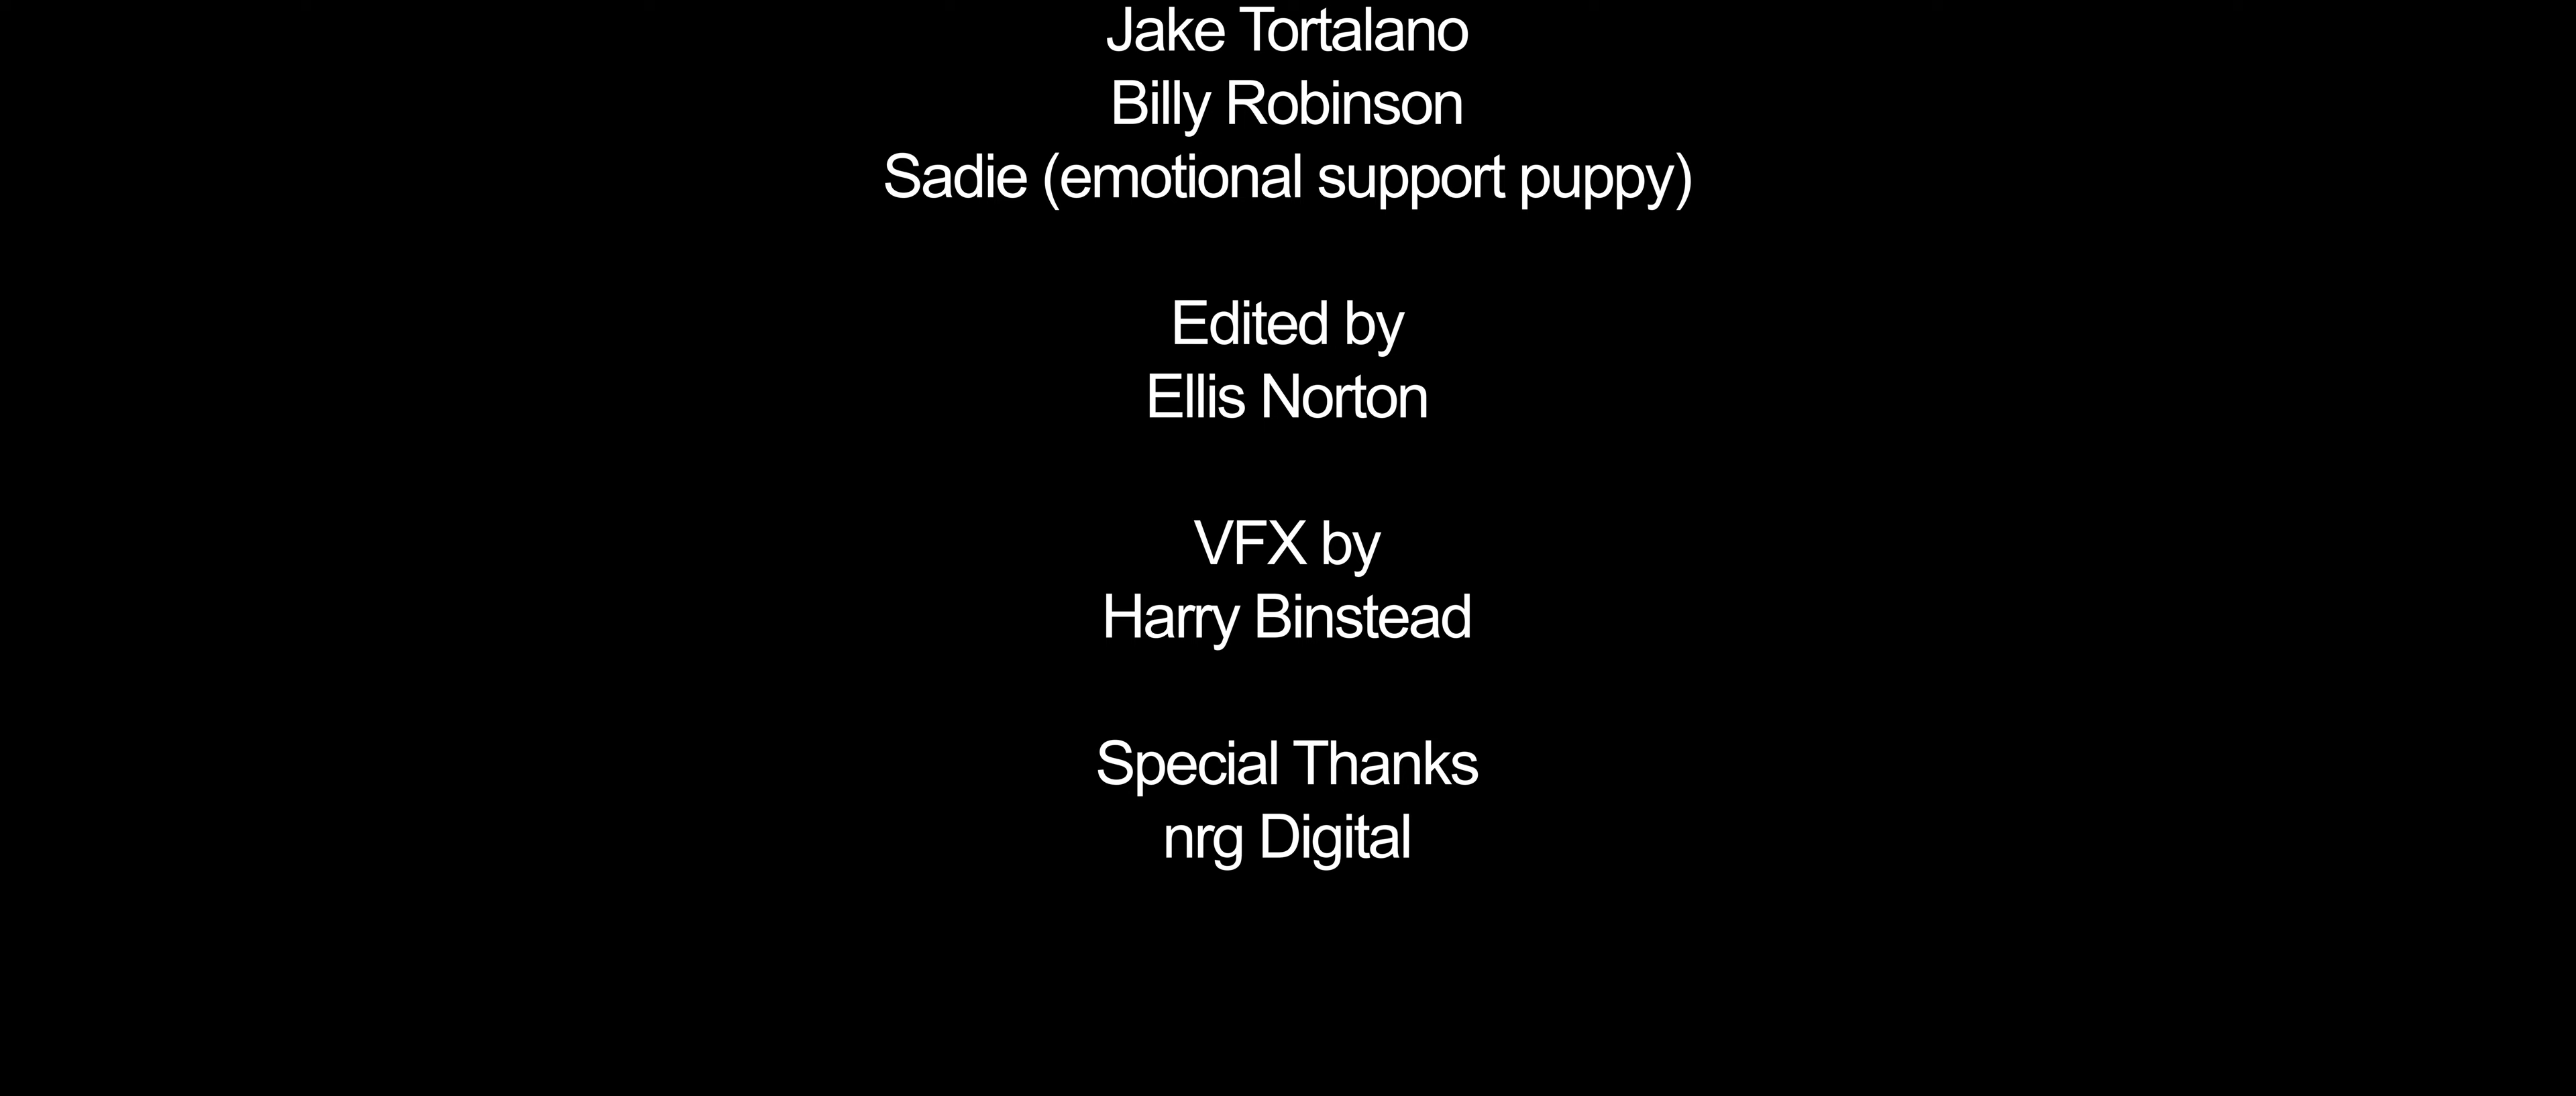 Jake Tortalano
Billy Robinson
Sadie (emotional support puppy)
Edited by
Ellis Norton
VFX by
Harry Binstead
Special Thanks
nrg Digital